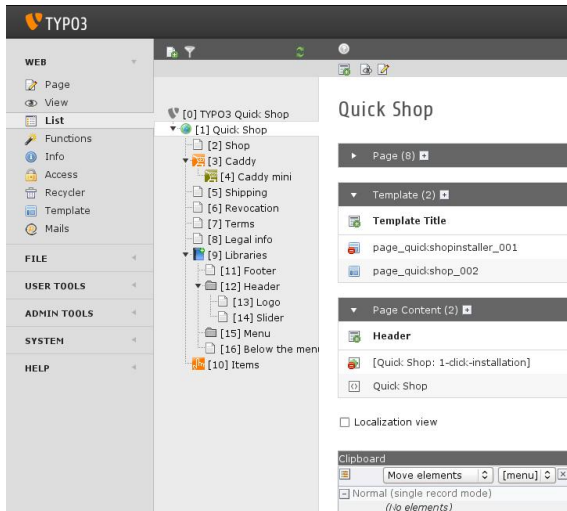 TYPO3
WEB
Page
View
List
Functions
Info
Access
Recycler
Template
Mails
FILE
USER TOOLS
ADMIN TOOLS
SYSTEM
HELP
[0] TYPO3 Quick Shop
[1] Quick Shop
[2] Shop
[3] Caddy
[4] Caddy mini
[5] Shipping
[6] Revocation
[7] Terms
[8] Legal info
[9] Libraries
[11] Footer
[12] Header
[13] Logo
[14] Slider
[15] Menu
[16] Below the menu
[10] Items
Quick Shop
Page (8)
Template (2)
Template Title
page_quickshopinstaller_001
page_quickshop_002
Page Content (2)
Header
[Quick Shop: 1-click-installation]
Quick Shop
Localization view
Clipboard
Move elements [menu]
Normal (single record mode)
(No elements)